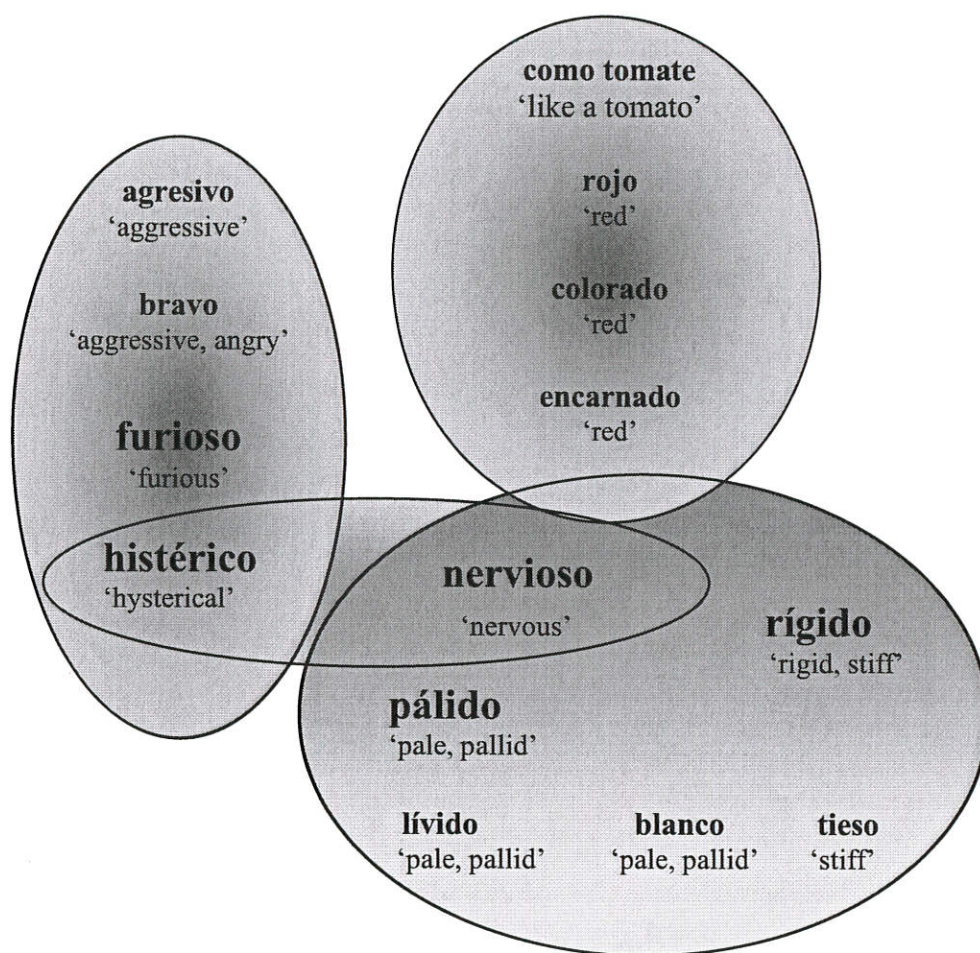 como tomate
‘like a tomato’
rojo
‘red’
colorado
‘red’
encarnado
‘red’
agresivo
‘aggressive’
bravo
‘aggressive, angry’
furioso
‘furious’
histérico
‘hysterical’
nervioso
‘nervous’
rígido
‘rigid, stiff’
pálido
‘pale, pallid’
lívido
‘pale, pallid’
blanco
‘pale, pallid’
tieso
‘stiff’